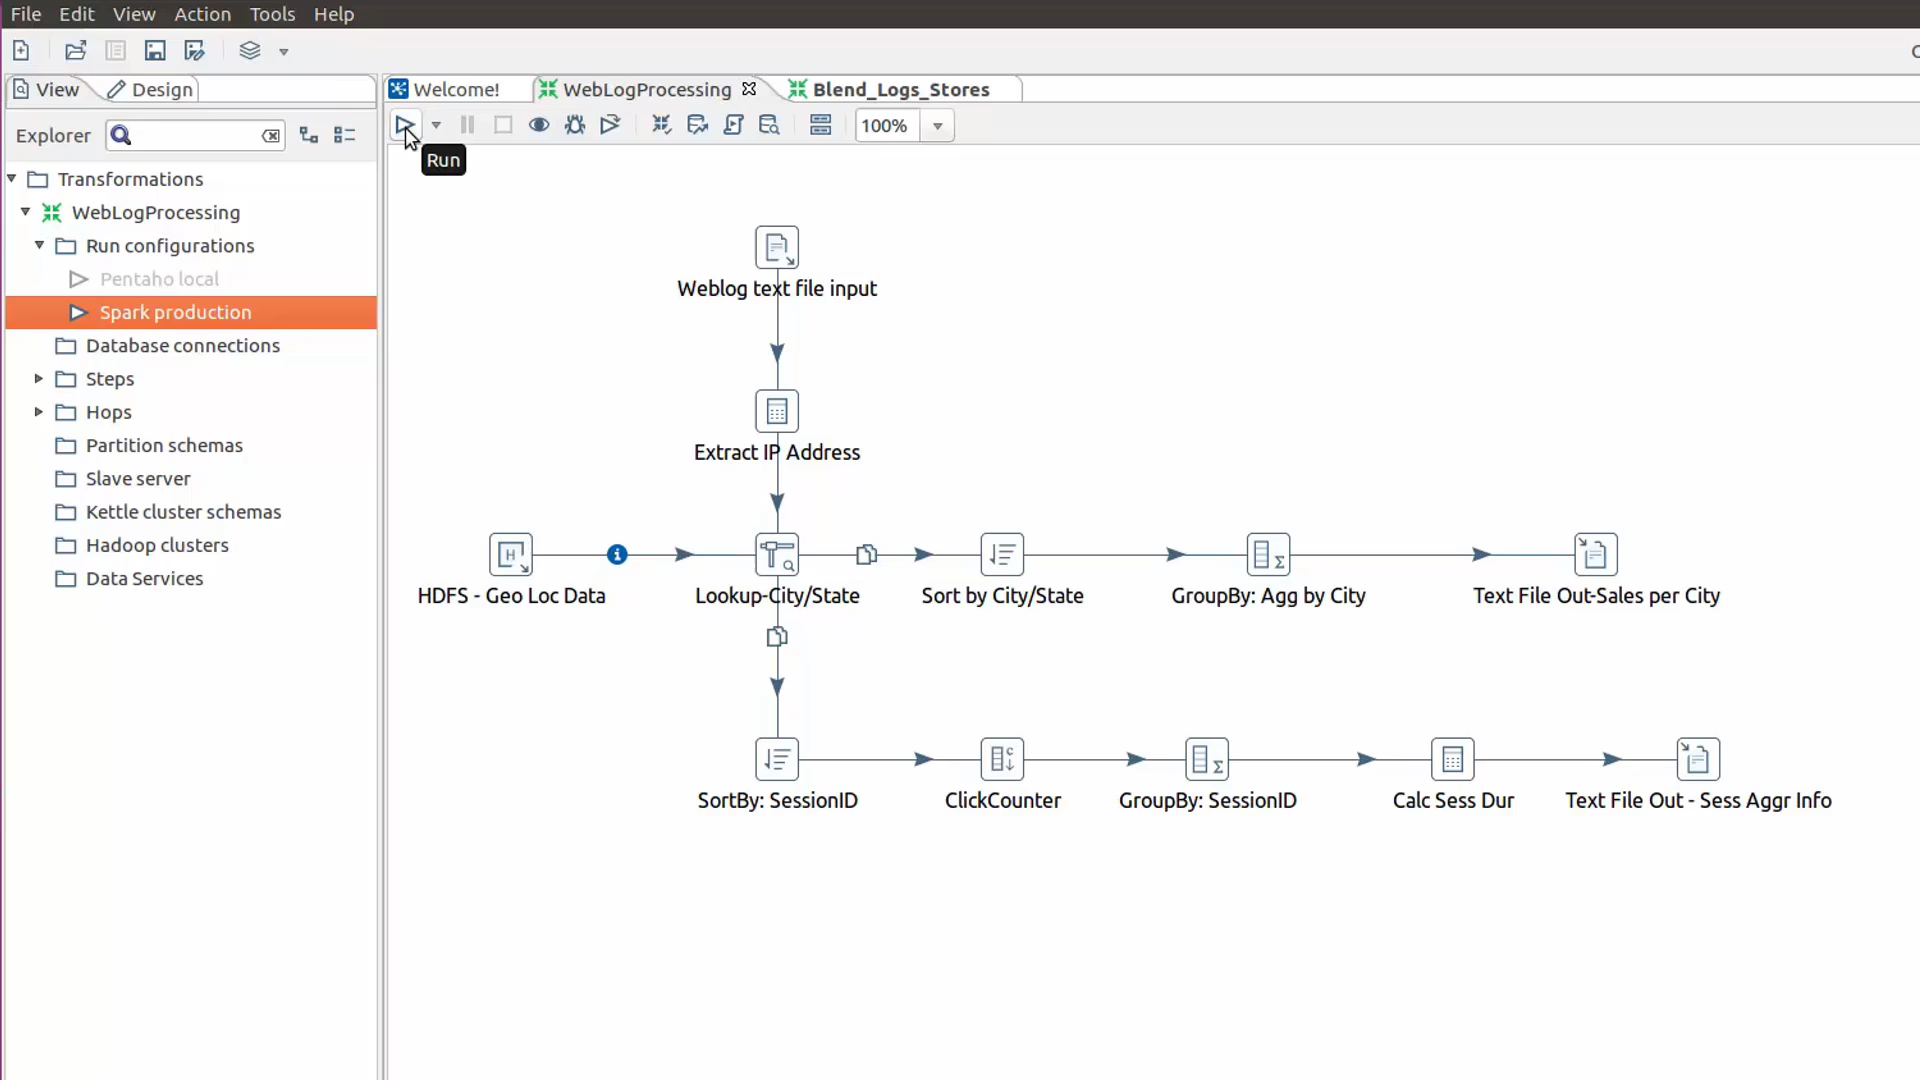 File Edit View Action Tools Help
View Design
Welcome! WebLogProcessing Blend_Logs_Stores
Explorer
100%
Run
Transformations
WebLogProcessing
Run configurations
Pentaho local
Spark production
Database connections
Steps
Hops
Partition schemas
Slave server
Kettle cluster schemas
Hadoop clusters
Data Services
Weblog text file input
Extract IP Address
HDFS - Geo Loc Data Lookup-City/State Sort by City/State GroupBy: Agg by City Text File Out-Sales per City
SortBy: SessionID ClickCounter GroupBy: SessionID Calc Sess Dur Text File Out - Sess Aggr Info